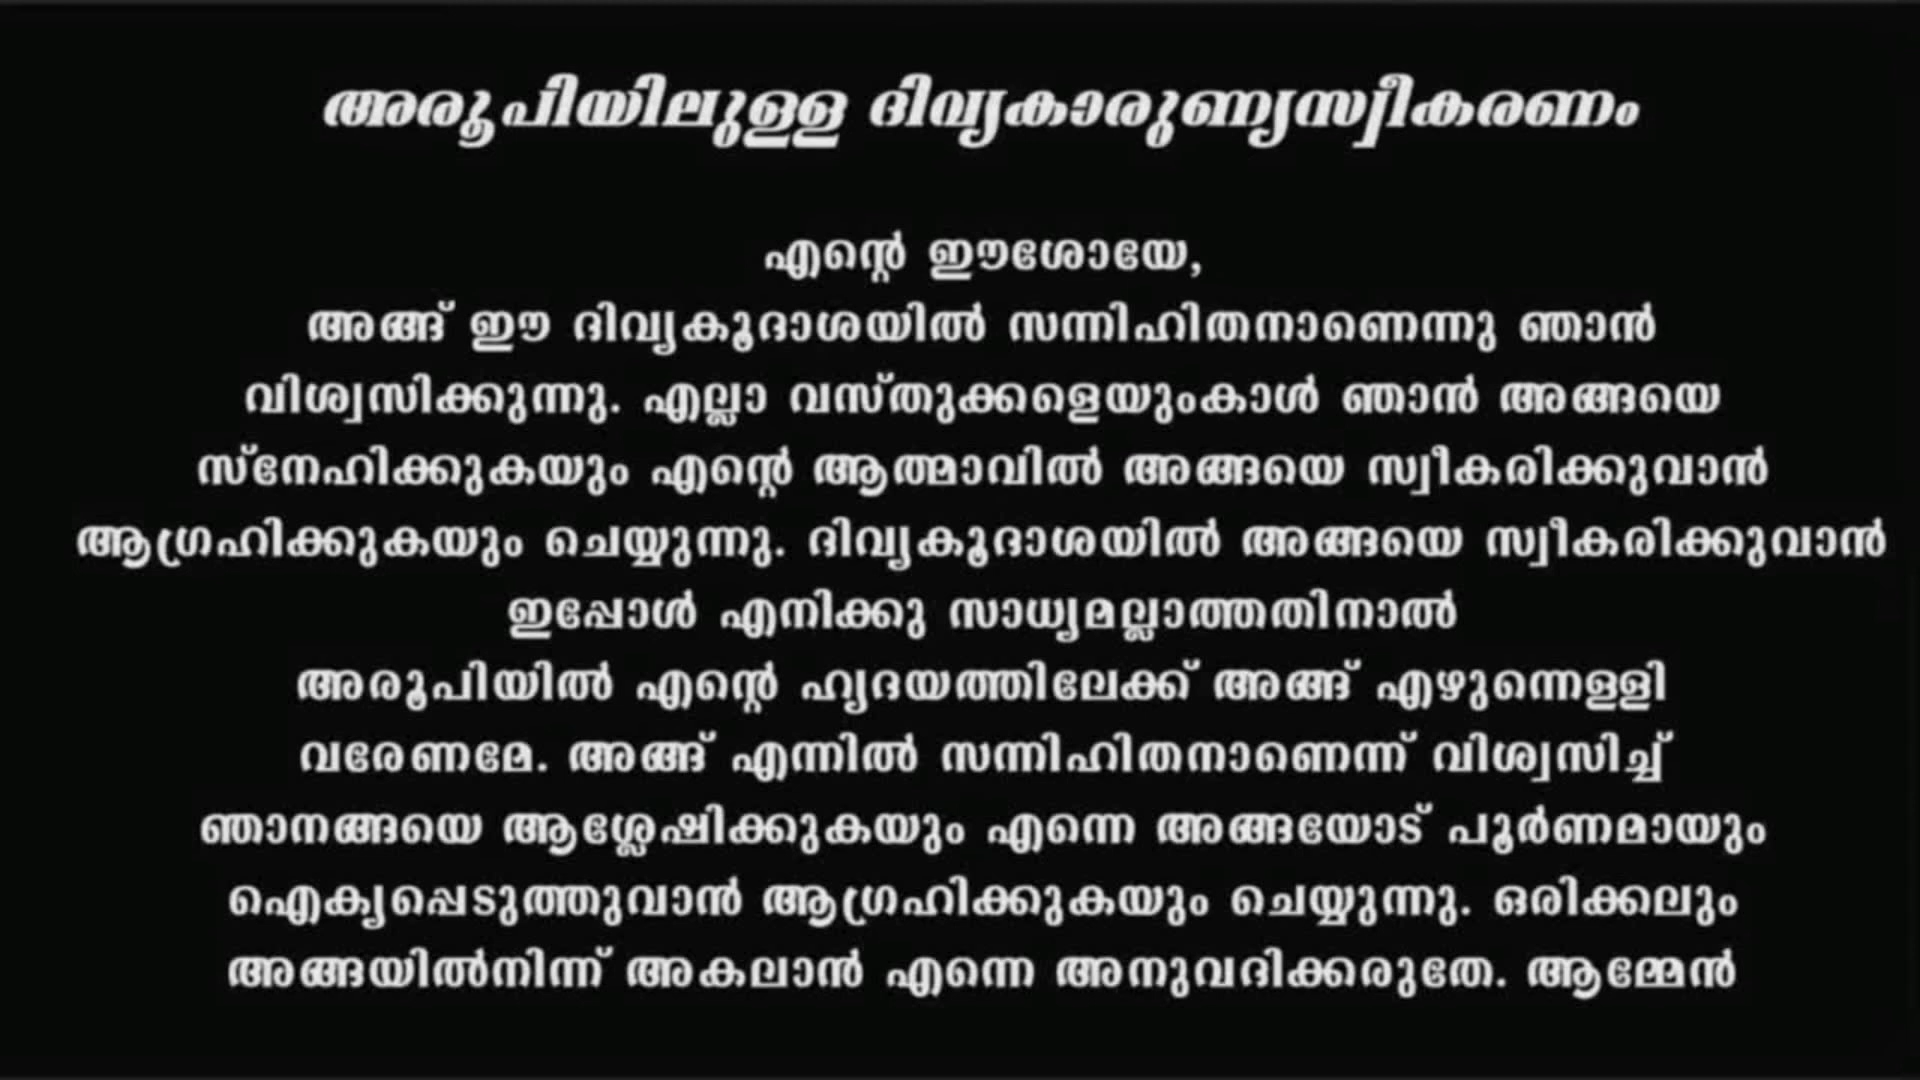 അരൂപിയിലുള്ള ദിവ്യകാരുണ്യസ്വീകരണം
എന്റെ ഈശോയേ,
അങ്ങ് ഈ ദിവ്യകൂദാശയിൽ സന്നിഹിതനാണെന്നു ഞാൻ
വിശ്വസിക്കുന്നു. എല്ലാ വസ്തുക്കളെയുംകാൾ ഞാൻ അങ്ങയെ
സ്നേഹിക്കുകയും എന്റെ ആത്മാവിൽ അങ്ങയെ സ്വീകരിക്കുവാൻ
ആഗ്രഹിക്കുകയും ചെയ്യുന്നു. ദിവ്യകൂദാശയിൽ അങ്ങയെ സ്വീകരിക്കുവാൻ
ഇപ്പോൾ എനിക്കു സാധ്യമല്ലാത്തതിനാൽ
അരൂപിയിൽ എന്റെ ഹൃദയത്തിലേക്ക് അങ്ങ് എഴുന്നെള്ളി
വരേണമേ. അങ്ങ് എന്നിൽ സന്നിഹിതനാണെന്ന് വിശ്വസിച്ച്
ഞാനങ്ങയെ ആശ്ലേഷിക്കുകയും എന്നെ അങ്ങയോട് പൂർണമായും
ഐക്യപ്പെടുത്തുവാൻ ആഗ്രഹിക്കുകയും ചെയ്യുന്നു. ഒരിക്കലും
അങ്ങയിൽനിന്ന് അകലാൻ എന്നെ അനുവദിക്കരുതേ. ആമ്മേൻ